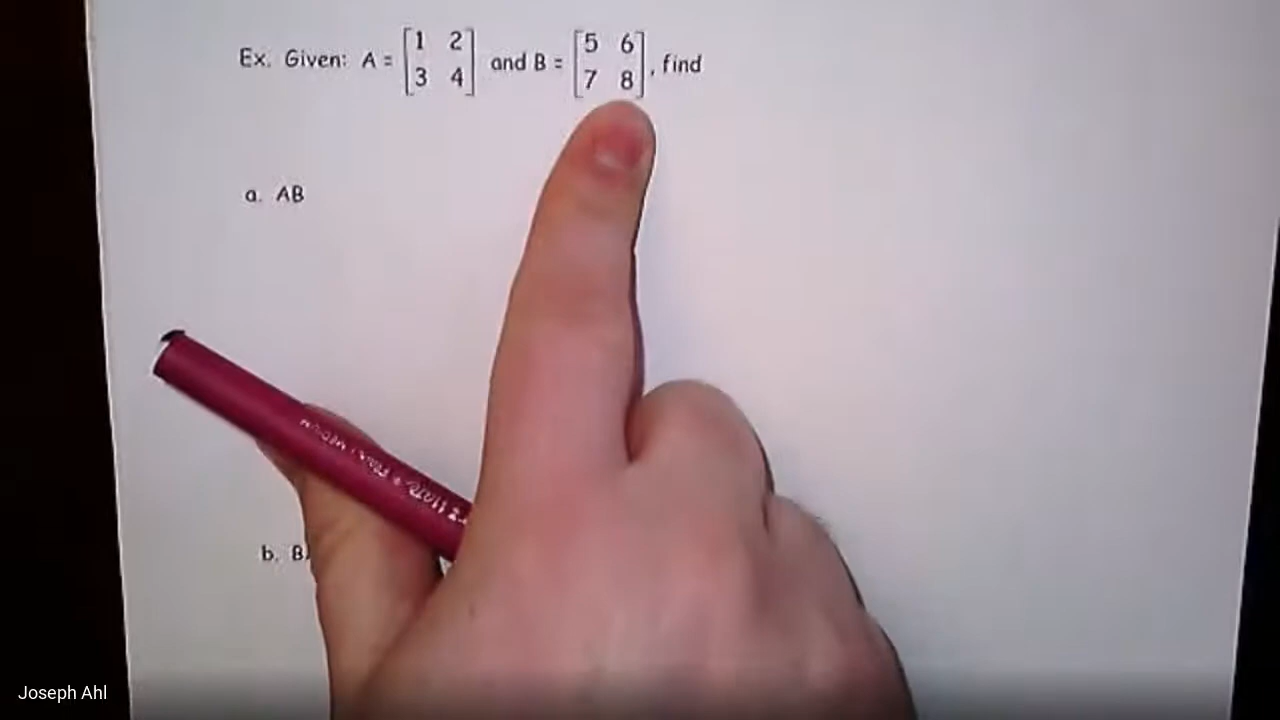 Ex. Given: A = [1 2 3 4] and B = [5 6 7 8], find
a. AB
b. B
Joseph Ahl